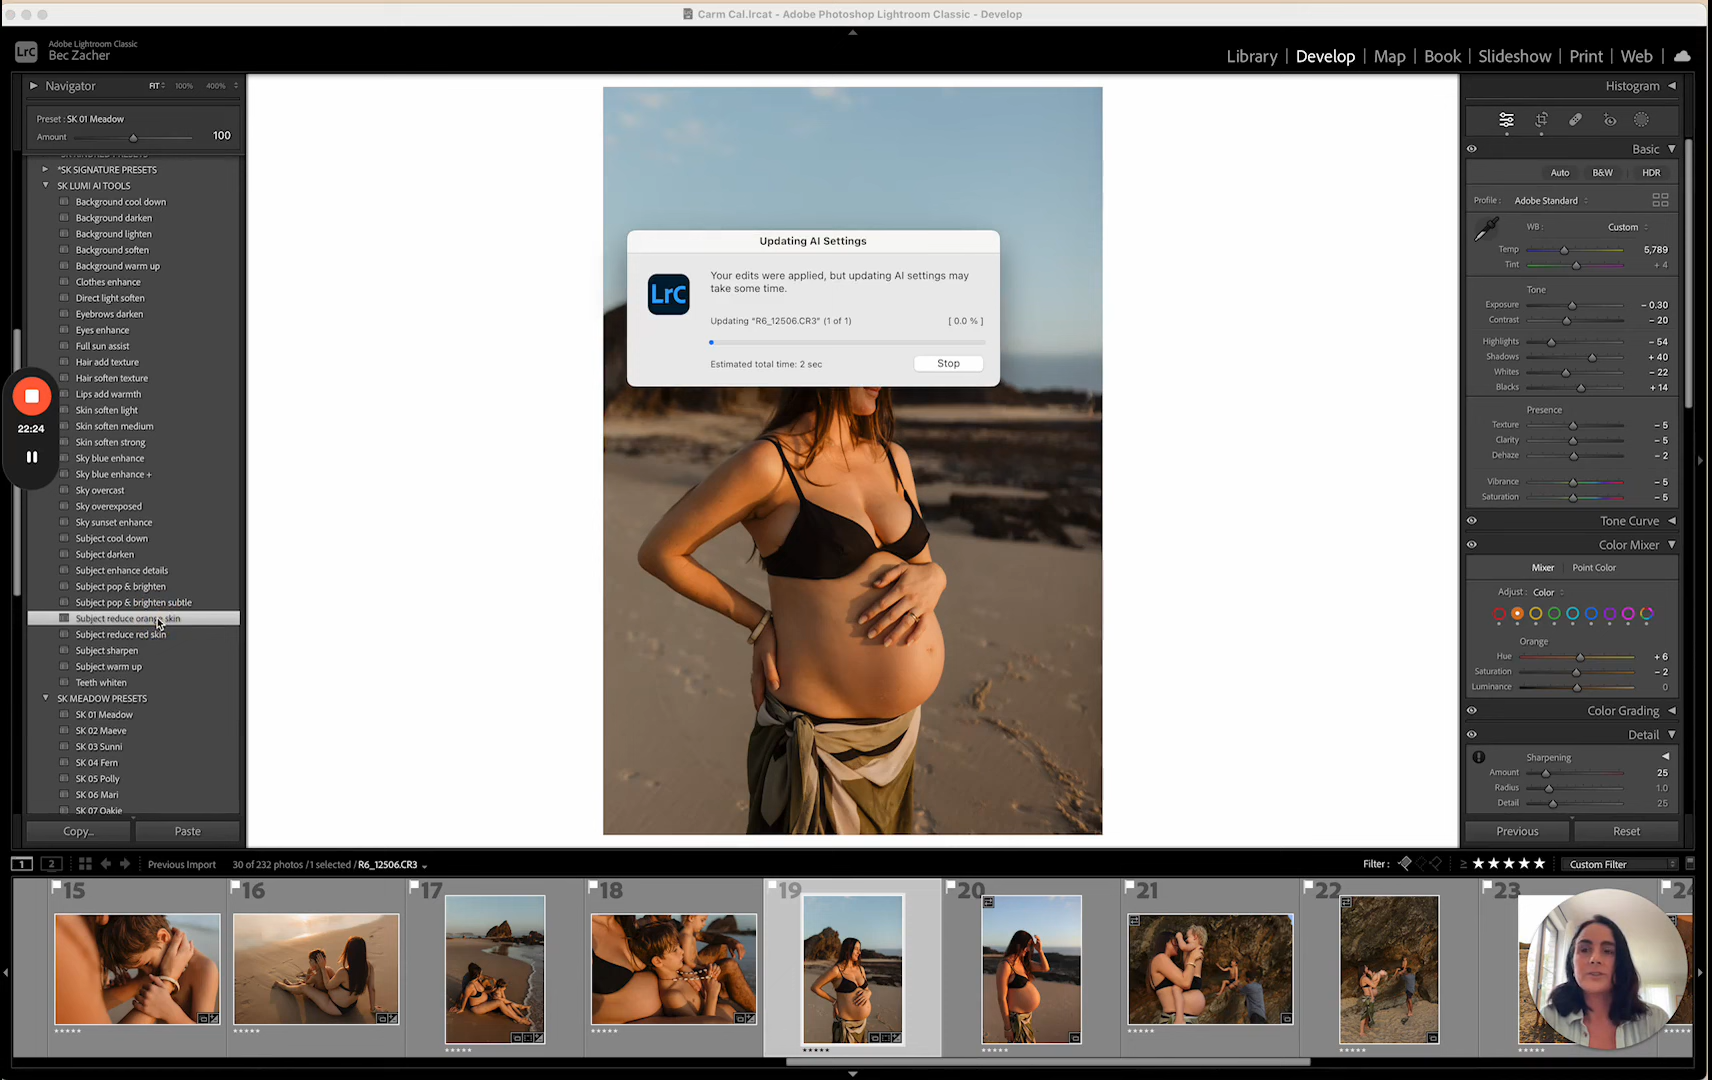 Carm Cal.lrcat - Adobe Photoshop Lightroom Classic - Develop
LrC
Adobe Lightroom Classic
Bec Zacher
Library | Develop | Map | Book | Slideshow | Print | Web
Navigator FIT 100% 400%
Preset : SK 01 Meadow
Amount 100
*SK SIGNATURE PRESETS
SK LUMI AI TOOLS
Background cool down
Background darken
Background lighten
Background soften
Background warm up
Clothes enhance
Direct light soften
Eyebrows darken
Eyes enhance
Full sun assist
Hair add texture
Hair soften texture
Lips add warmth
Skin soften light
Skin soften medium
Skin soften strong
Sky blue enhance
Sky blue enhance +
Sky overcast
Sky overexposed
Sky sunset enhance
Subject cool down
Subject darken
Subject enhance details
Subject pop & brighten
Subject pop & brighten subtle
Subject reduce orange skin
Subject reduce red skin
Subject sharpen
Subject warm up
Teeth whiten
SK MEADOW PRESETS
SK 01 Meadow
SK 02 Maeve
SK 03 Sunni
SK 04 Fern
SK 05 Polly
SK 06 Mari
SK 07 Oakie
Copy... Paste
22:24
Updating AI Settings
LrC
Your edits were applied, but updating AI settings may
take some time.
Updating "R6_12506.CR3" (1 of 1) [ 0.0 % ]
Estimated total time: 2 sec
Stop
Histogram
Basic
Auto B&W HDR
Profile : Adobe Standard
WB : Custom
Temp 5,789
Tint + 4
Tone
Exposure - 0.30
Contrast - 20
Highlights - 54
Shadows + 40
Whites - 22
Blacks + 14
Presence
Texture - 5
Clarity - 5
Dehaze - 2
Vibrance - 5
Saturation - 5
Tone Curve
Color Mixer
Mixer Point Color
Adjust : Color
Orange
Hue + 6
Saturation - 2
Luminance 0
Color Grading
Detail
Sharpening
Amount 25
Radius 1.0
Detail 25
Previous Reset
1 2 Previous Import 30 of 232 photos / 1 selected / R6_12506.CR3
Filter : ≥ ★★★★★ Custom Filter
15 16 17 18 19 20 21 22 23 24